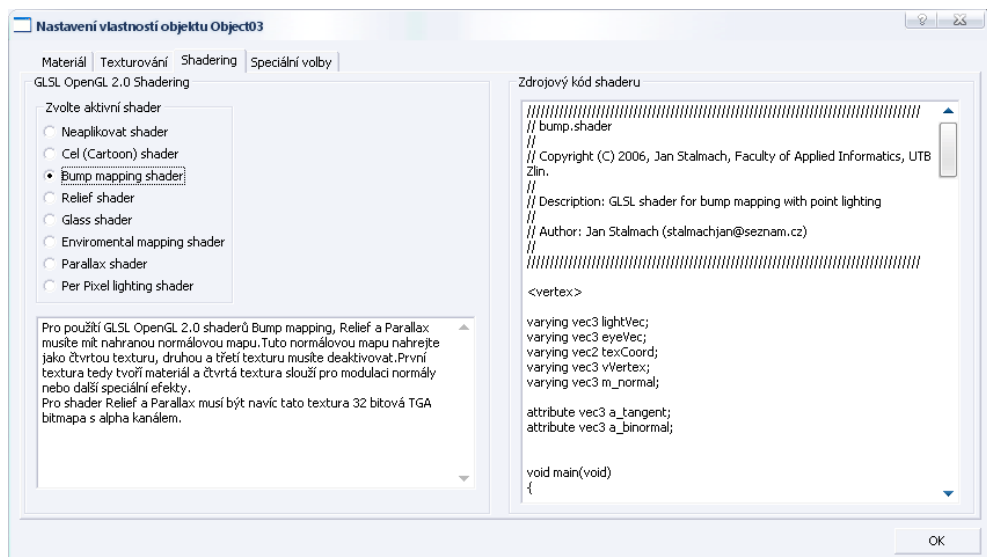 Nastavení vlastností objektu Object03
Materiál
Texturování
Shadering
Speciální volby
GLSL OpenGL 2.0 Shadering
Zvolte aktivní shader
Neaplikovat shader
Cel (Cartoon) shader
Bump mapping shader
Relief shader
Glass shader
Enviromental mapping shader
Parallax shader
Per Pixel lighting shader
Pro použítí GLSL OpenGL 2.0 shaderů Bump mapping, Relief a Parallax
musíte mít nahranou normálovou mapu.Tuto normálovou mapu nahrejte
jako čtvrtou texturu, druhou a třetí texturu musíte deaktivovat.První
textura tedy tvoří materiál a čtvrtá textura slouží pro modulaci normály
nebo další speciální efekty.
Pro shader Relief a Parallax musí být navíc tato textura 32 bitová TGA
bitmapa s alpha kanálem.
Zdrojový kód shaderu
////////////////////////////////////////////////////////////////////////////////
// bump.shader
//
// Copyright (C) 2006, Jan Stalmach, Faculty of Applied Informatics, UTB
Zlin.
//
// Description: GLSL shader for bump mapping with point lighting
//
// Author: Jan Stalmach (stalmachjan@seznam.cz)
//
////////////////////////////////////////////////////////////////////////////////
<vertex>
varying vec3 lightVec;
varying vec3 eyeVec;
varying vec2 texCoord;
varying vec3 vVertex;
varying vec3 m_normal;
attribute vec3 a_tangent;
attribute vec3 a_binormal;
void main(void)
{
OK